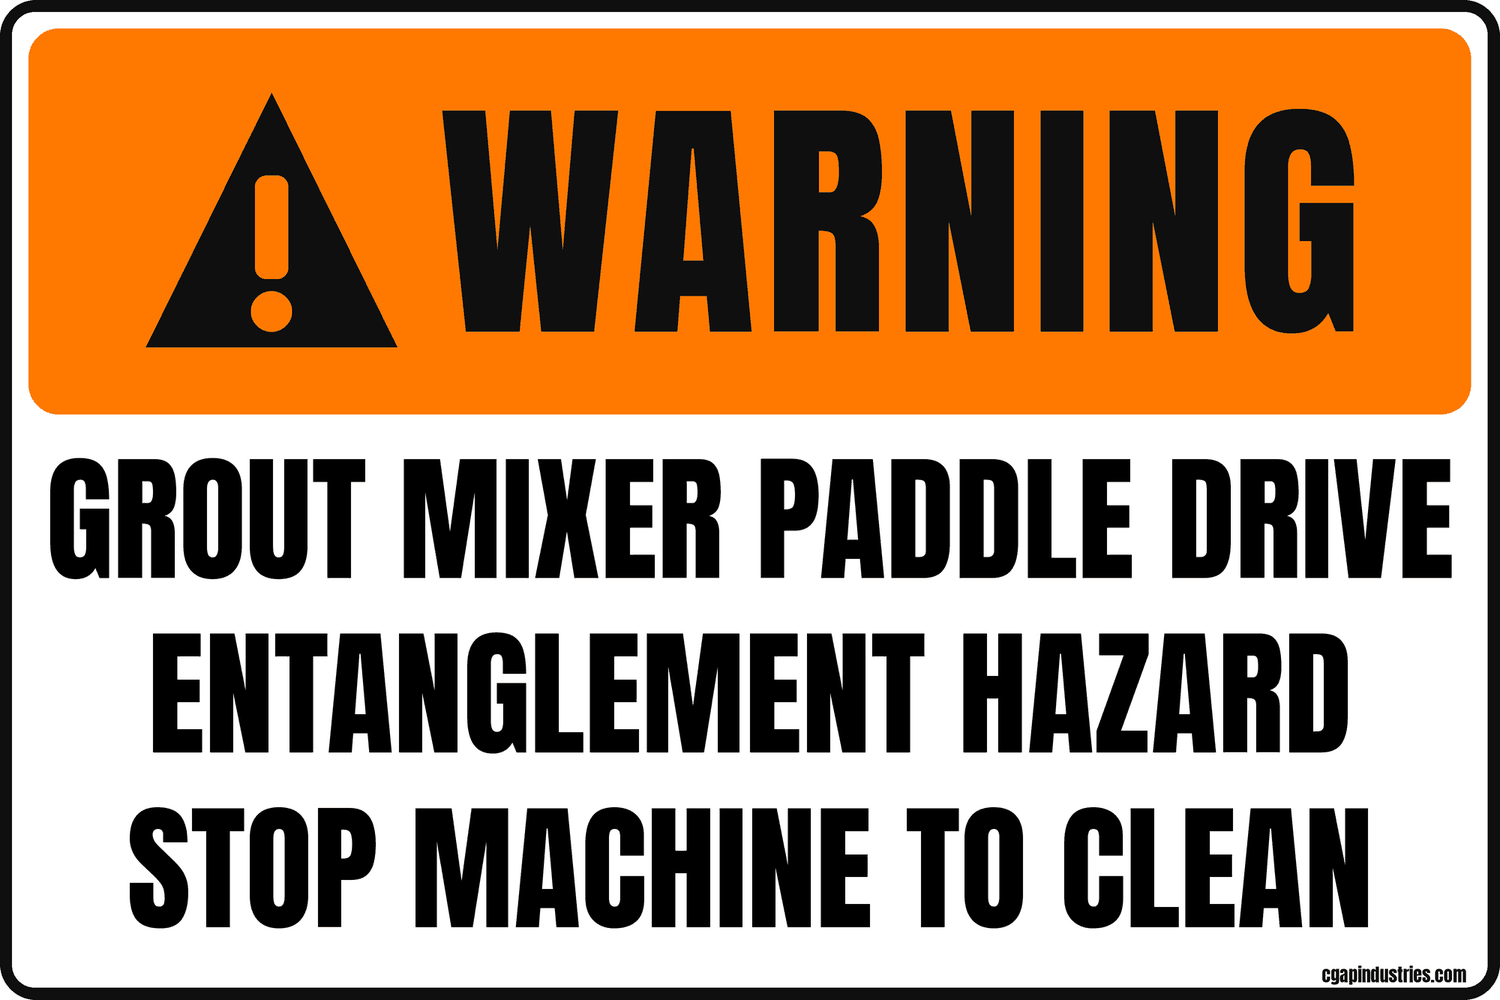 WARNING
GROUT MIXER PADDLE DRIVE
ENTANGLEMENT HAZARD
STOP MACHINE TO CLEAN
cgapindustries.com